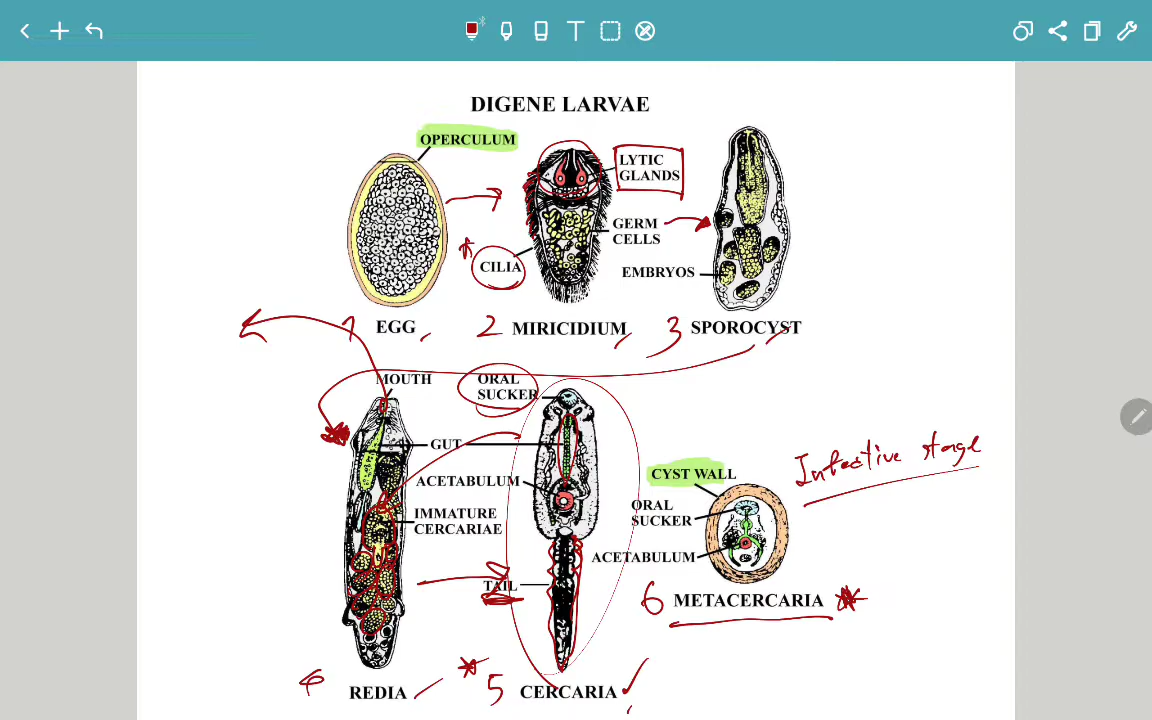 DIGENE LARVAE
OPERCULUM
LYTIC
GLANDS
GERM
CELLS
CILIA
EMBRYOS
1 EGG
2 MIRICIDIUM
3 SPOROCYST
MOUTH
ORAL
SUCKER
GUT
ACETABULUM
IMMATURE
CERCARIAE
TAIL
Infective stage
CYST WALL
ORAL
SUCKER
ACETABULUM
6 METACERCARIA
4 REDIA
5 CERCARIA